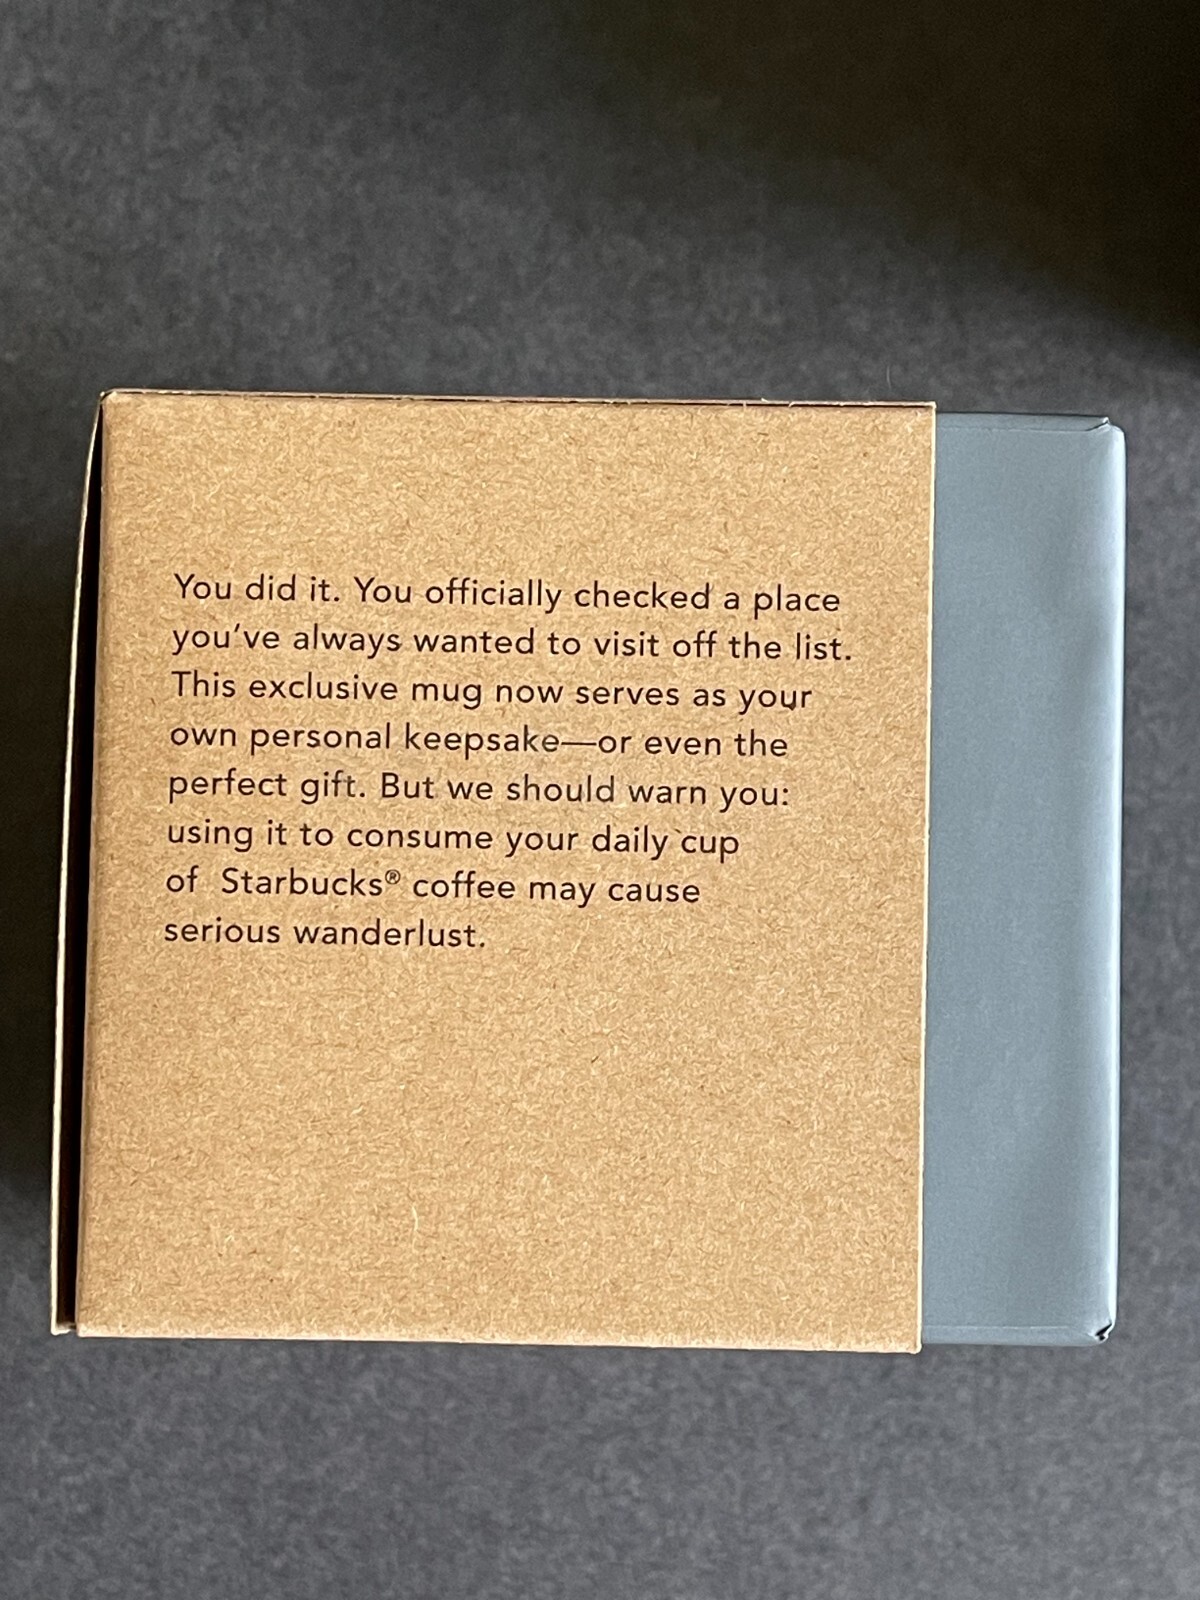 You did it. You officially checked a place
you've always wanted to visit off the list.
This exclusive mug now serves as your
own personal keepsake—or even the
perfect gift. But we should warn you:
using it to consume your daily cup
of  Starbucks® coffee may cause
serious wanderlust.